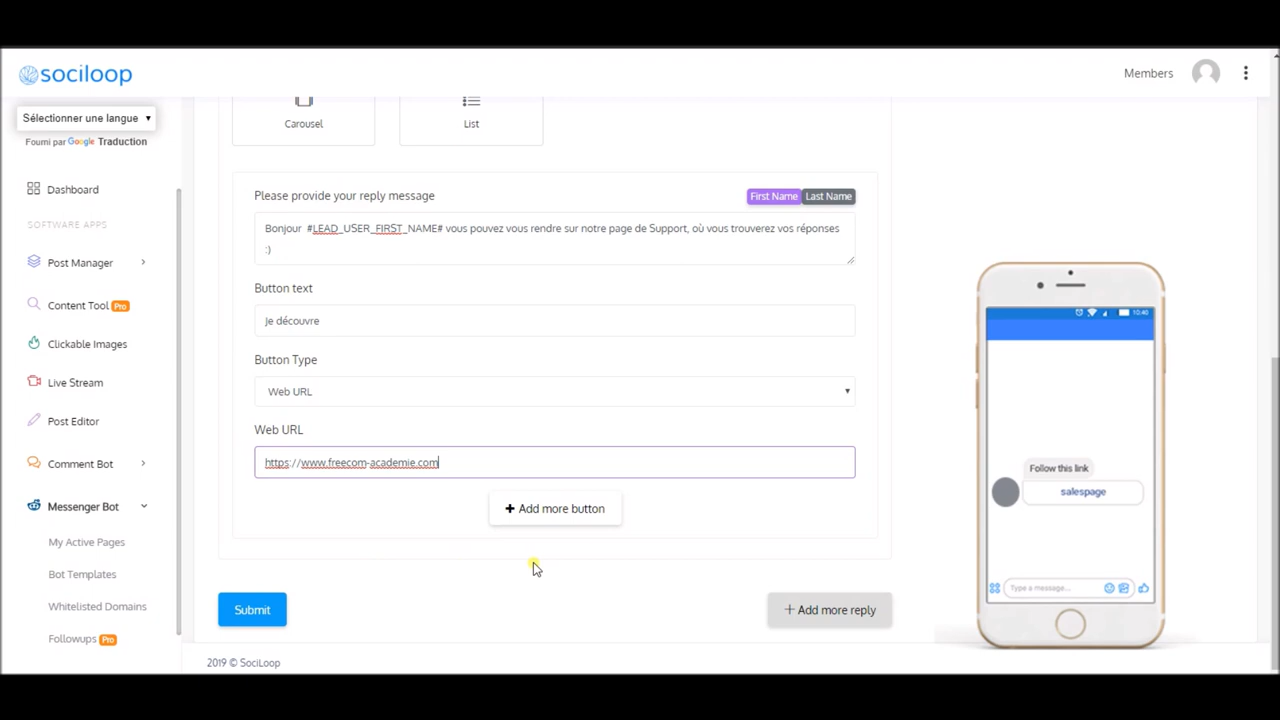 sociloop
Members
Sélectionner une langue
Fourni par Google Traduction
Dashboard
SOFTWARE APPS
Post Manager
Content Tool Pro
Clickable Images
Live Stream
Post Editor
Comment Bot
Messenger Bot
My Active Pages
Bot Templates
Whitelisted Domains
Followups Pro
Carousel
List
Please provide your reply message
First Name
Last Name
Bonjour #LEAD_USER_FIRST_NAME# vous pouvez vous rendre sur notre page de Support, où vous trouverez vos réponses
:)
Button text
Je découvre
Button Type
Web URL
Web URL
https://www.freecom-academie.com
+ Add more button
Submit
+ Add more reply
10:40
Follow this link
salespage
Type a message...
2019 © SociLoop